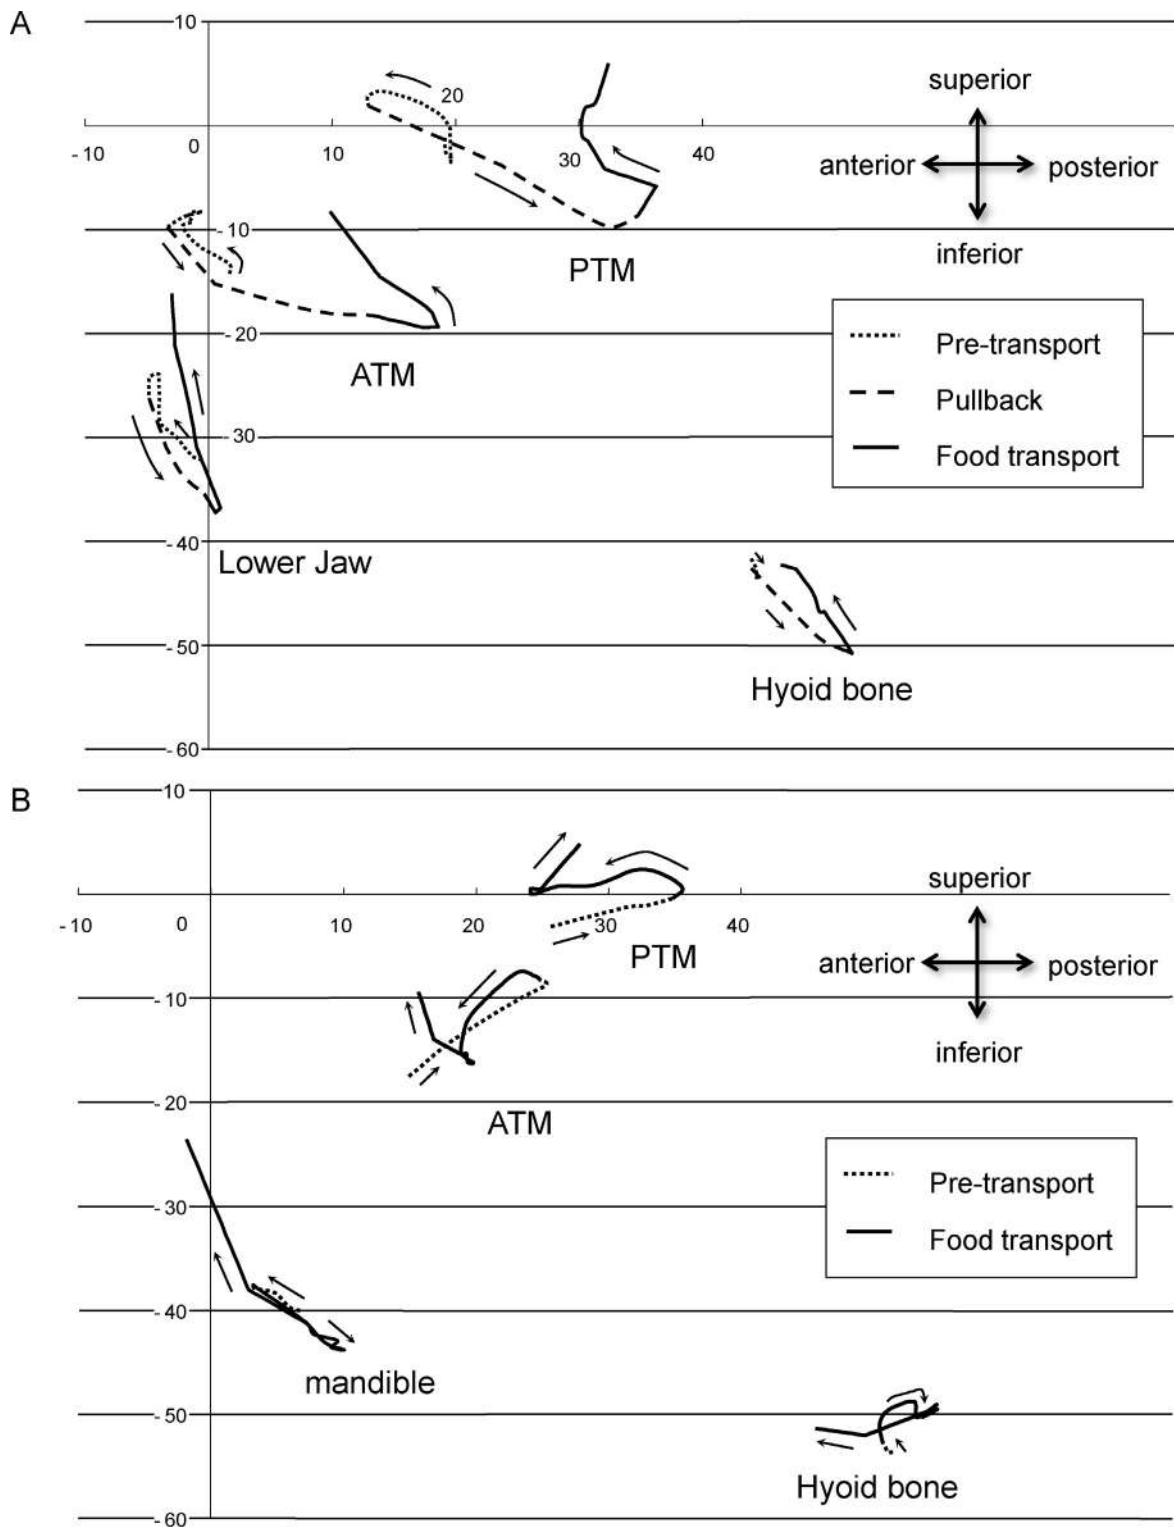 A
10
superior
20
-10
0
30
40
anterior
posterior
-10
inferior
PTM
Pre-transport
-20
ATM
Pullback
-30
Food transport
-40
Lower Jaw
-50
Hyoid bone
-60
B
10
superior
-10
0
10
20
30
40
PTM
anterior
posterior
-10
inferior
-20
ATM
Pre-transport
-30
Food transport
-40
mandible
-50
Hyoid bone
-60